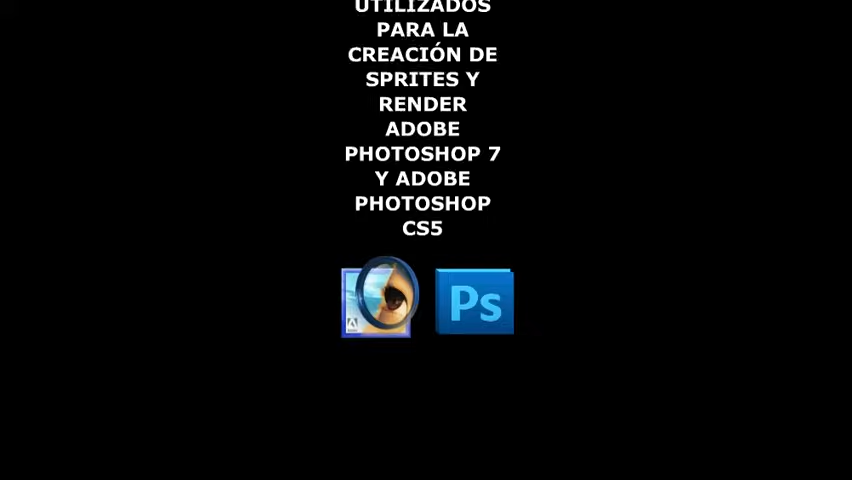 UTILIZADOS
PARA LA
CREACIÓN DE
SPRITES Y
RENDER
ADOBE
PHOTOSHOP 7
Y ADOBE
PHOTOSHOP
CS5
Ps